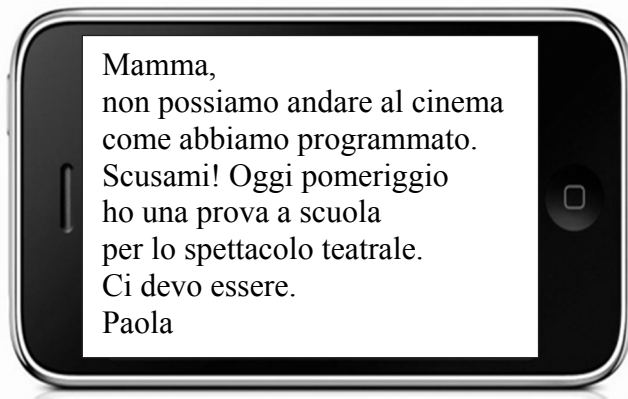 Mamma,
non possiamo andare al cinema
come abbiamo programmato.
Scusami! Oggi pomeriggio
ho una prova a scuola
per lo spettacolo teatrale.
Ci devo essere.
Paola